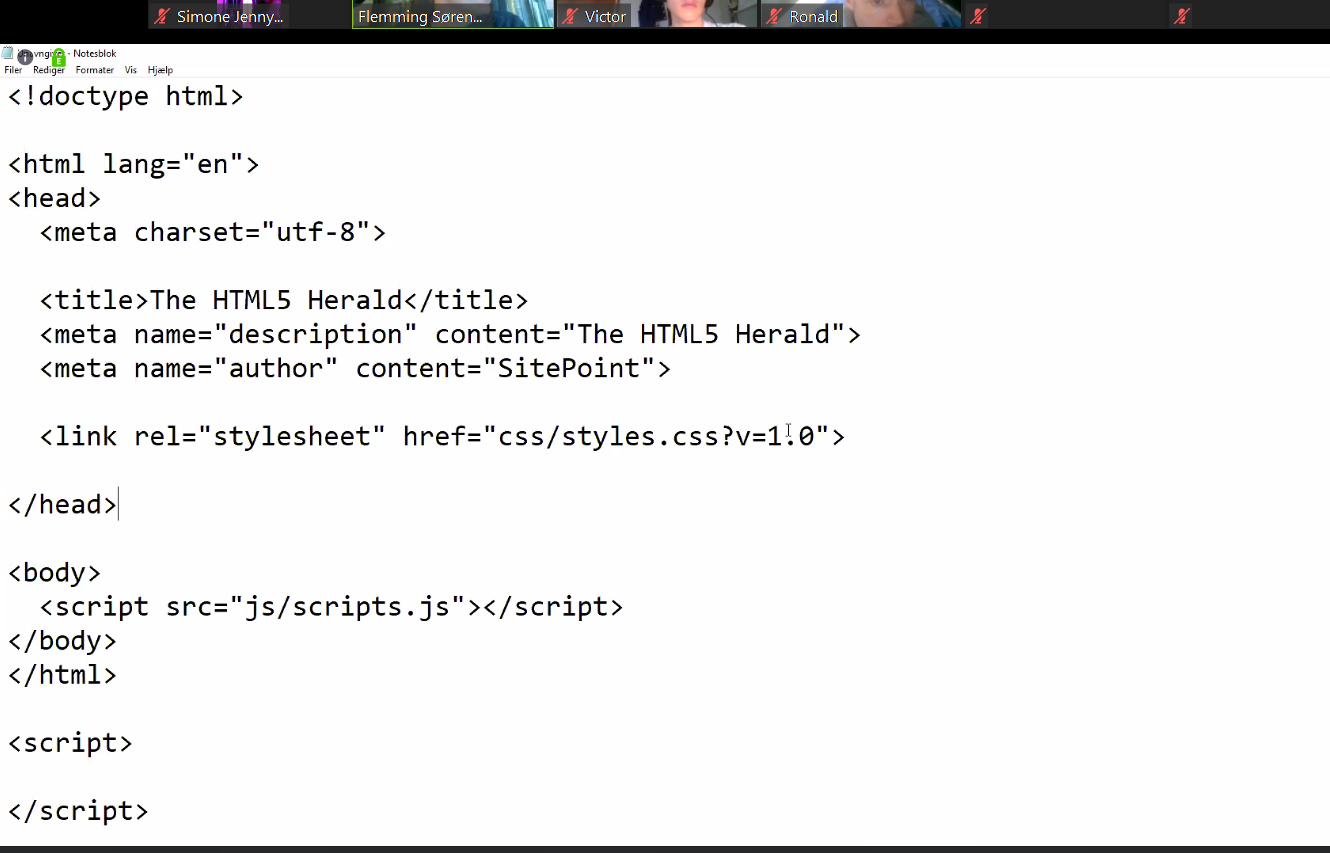 Simone Jenny...
Flemming Søren...
Victor
Ronald
- Notesblok
Filer Rediger Formater Vis Hjælp
<!doctype html>
<html lang="en">
<head>
<meta charset="utf-8">
<title>The HTML5 Herald</title>
<meta name="description" content="The HTML5 Herald">
<meta name="author" content="SitePoint">
<link rel="stylesheet" href="css/styles.css?v=1.0">
</head>
<body>
<script src="js/scripts.js"></script>
</body>
</html>
<script>
</script>